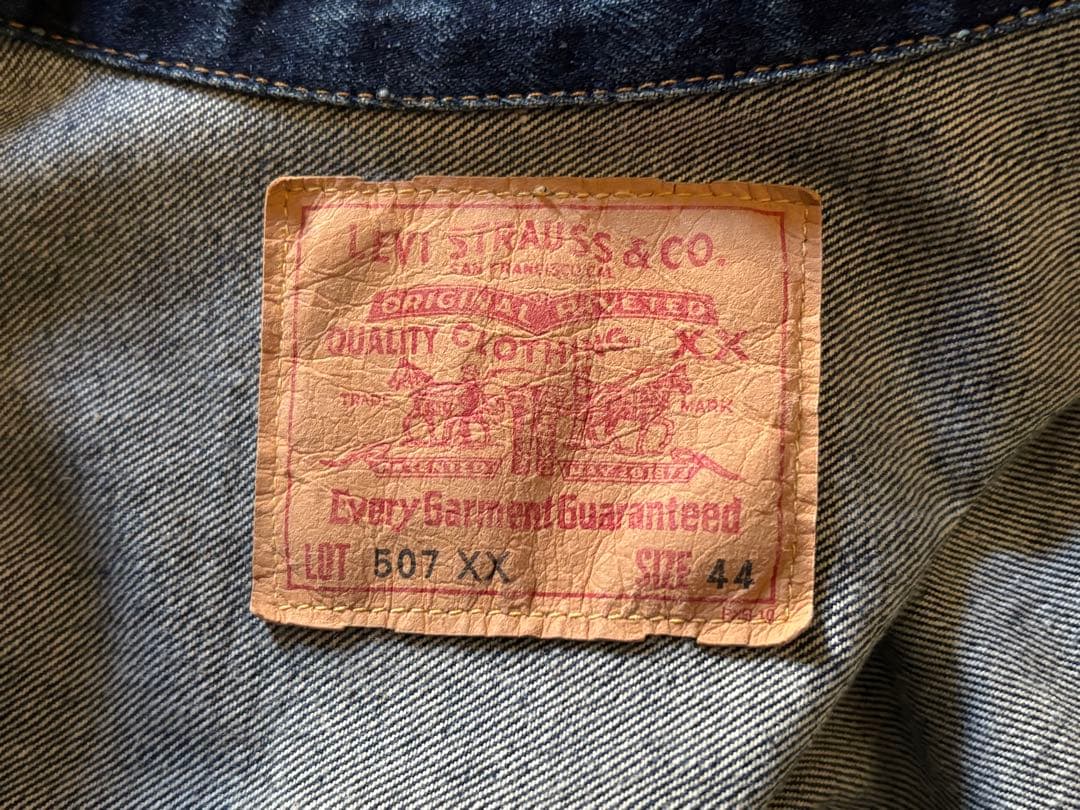 LEVI STRAUSS & CO.
SAN FRANCISCO CAL
ORIGINAL RIVETED
QUALITY CLOTHING XX
TRADE MARK
Every Garment Guaranteed
LOT 507 XX SIZE 44